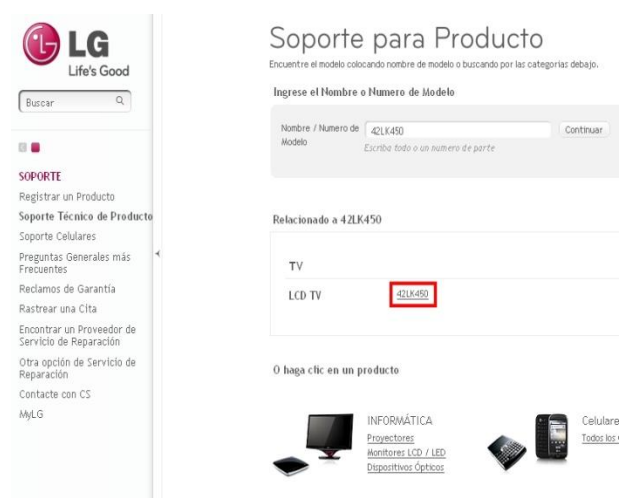 LG
Life's Good
Buscar
SOPORTE
Registrar un Producto
Soporte Técnico de Producto
Soporte Celulares
Preguntas Generales más
Frecuentes
Reclamos de Garantía
Rastrear una Cita
Encontrar un Proveedor de
Servicio de Reparación
Otra opción de Servicio de
Reparación
Contacte con CS
MyLG
Soporte para Producto
Encuentre el modelo colocando nombre de modelo o buscando por las categorias debajo.
Ingrese el Nombre o Numero de Modelo
Nombre / Numero de
Modelo
42LK450
Continuar
Escriba todo o un numero de parte
Relacionado a 42LK450
TV
LCD TV
42LK450
O haga clic en un producto
INFORMÁTICA
Proyectores
Monitores LCD / LED
Dispositivos Ópticos
Celulare
Todos los